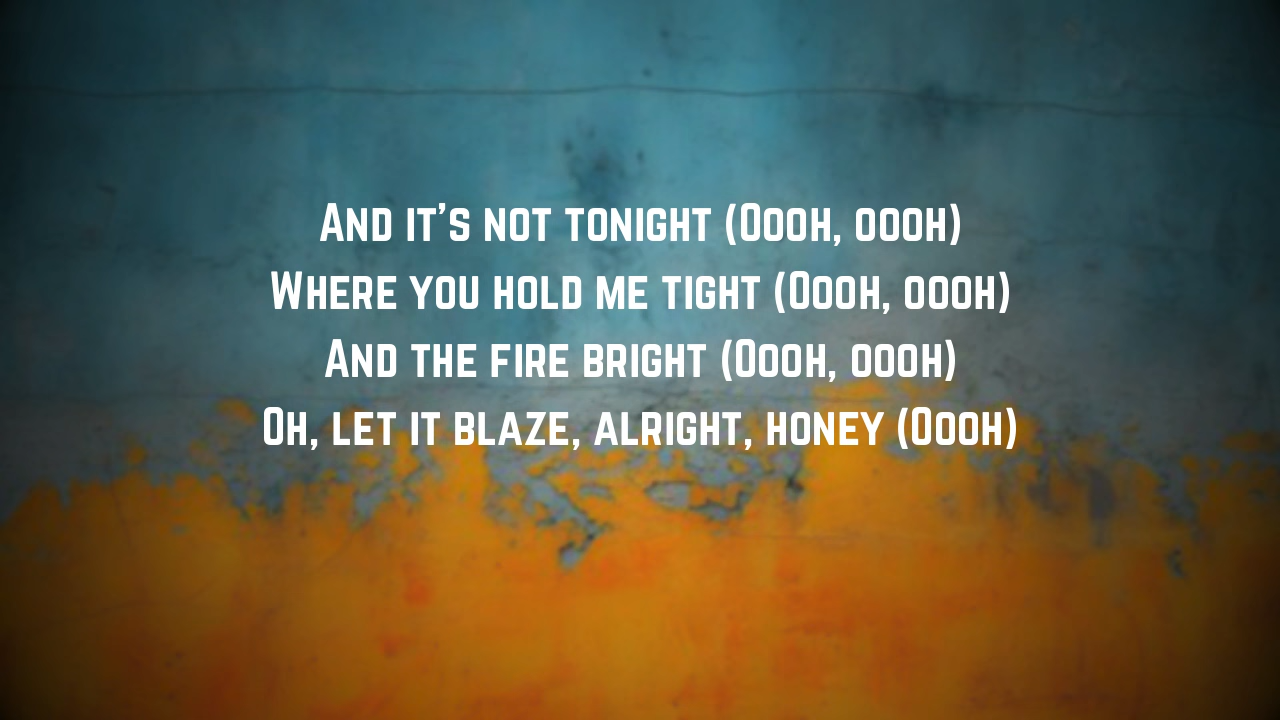 And it's not tonight (Oooh, oooh)
Where you hold me tight (Oooh, oooh)
And the fire bright (Oooh, oooh)
Oh, let it blaze, alright, honey (Oooh)